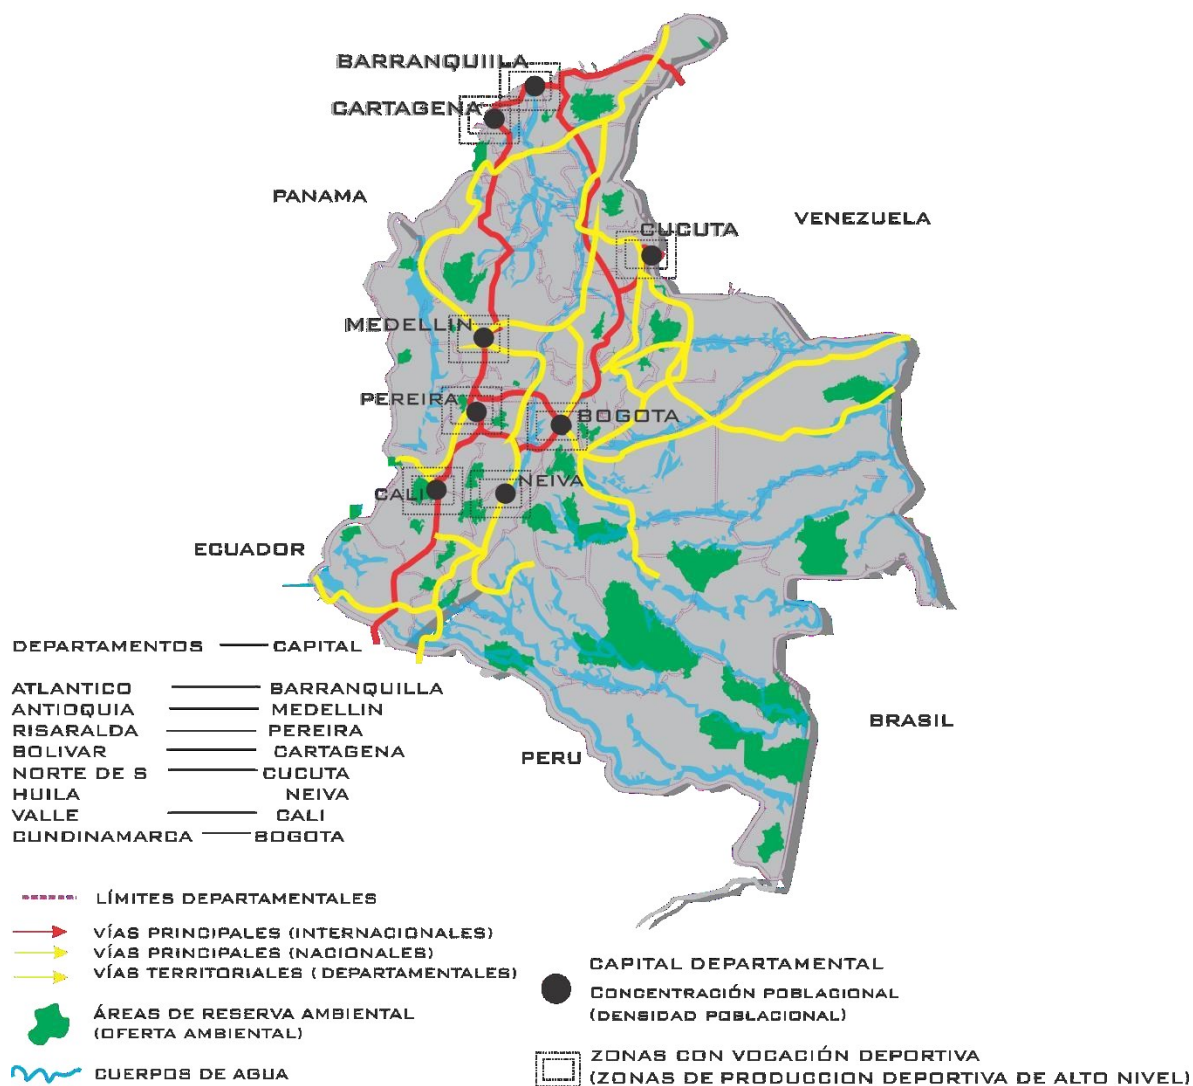 BARRANQUIILLA
CARTAGENA
PANAMA
VENEZUELA
CUCUTA
MEDELLIN
PEREIRA
BOGOTA
CALI
NEIVA
ECUADOR
BRASIL
PERU
DEPARTAMENTOS CAPITAL
ATLANTICO BARRANQUILLA
ANTIOQUIA MEDELLIN
RISARALDA PEREIRA
BOLIVAR CARTAGENA
NORTE DE S CUCUTA
HUILA NEIVA
VALLE CALI
CUNDINAMARCA BOGOTA
LÍMITES DEPARTAMENTALES
VÍAS PRINCIPALES (INTERNACIONALES)
VÍAS PRINCIPALES (NACIONALES)
VÍAS TERRITORIALES (DEPARTAMENTALES)
ÁREAS DE RESERVA AMBIENTAL
(OFERTA AMBIENTAL)
CUERPOS DE AGUA
CAPITAL DEPARTAMENTAL
CONCENTRACIÓN POBLACIONAL
(DENSIDAD POBLACIONAL)
ZONAS CON VOCACIÓN DEPORTIVA
(ZONAS DE PRODUCCION DEPORTIVA DE ALTO NIVEL)